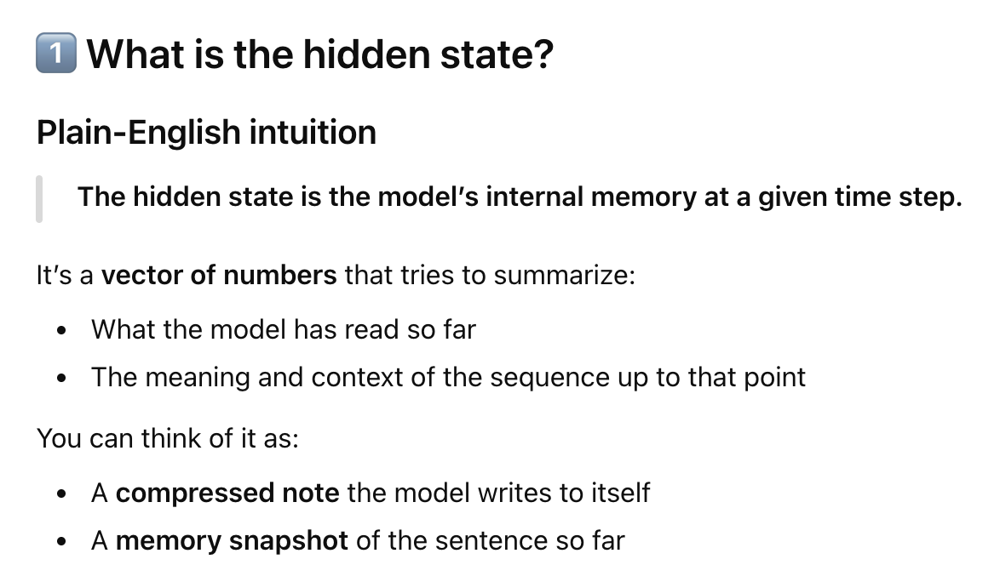 1️⃣ What is the hidden state?
Plain-English intuition
The hidden state is the model’s internal memory at a given time step.
It’s a vector of numbers that tries to summarize:
• What the model has read so far
• The meaning and context of the sequence up to that point
You can think of it as:
• A compressed note the model writes to itself
• A memory snapshot of the sentence so far